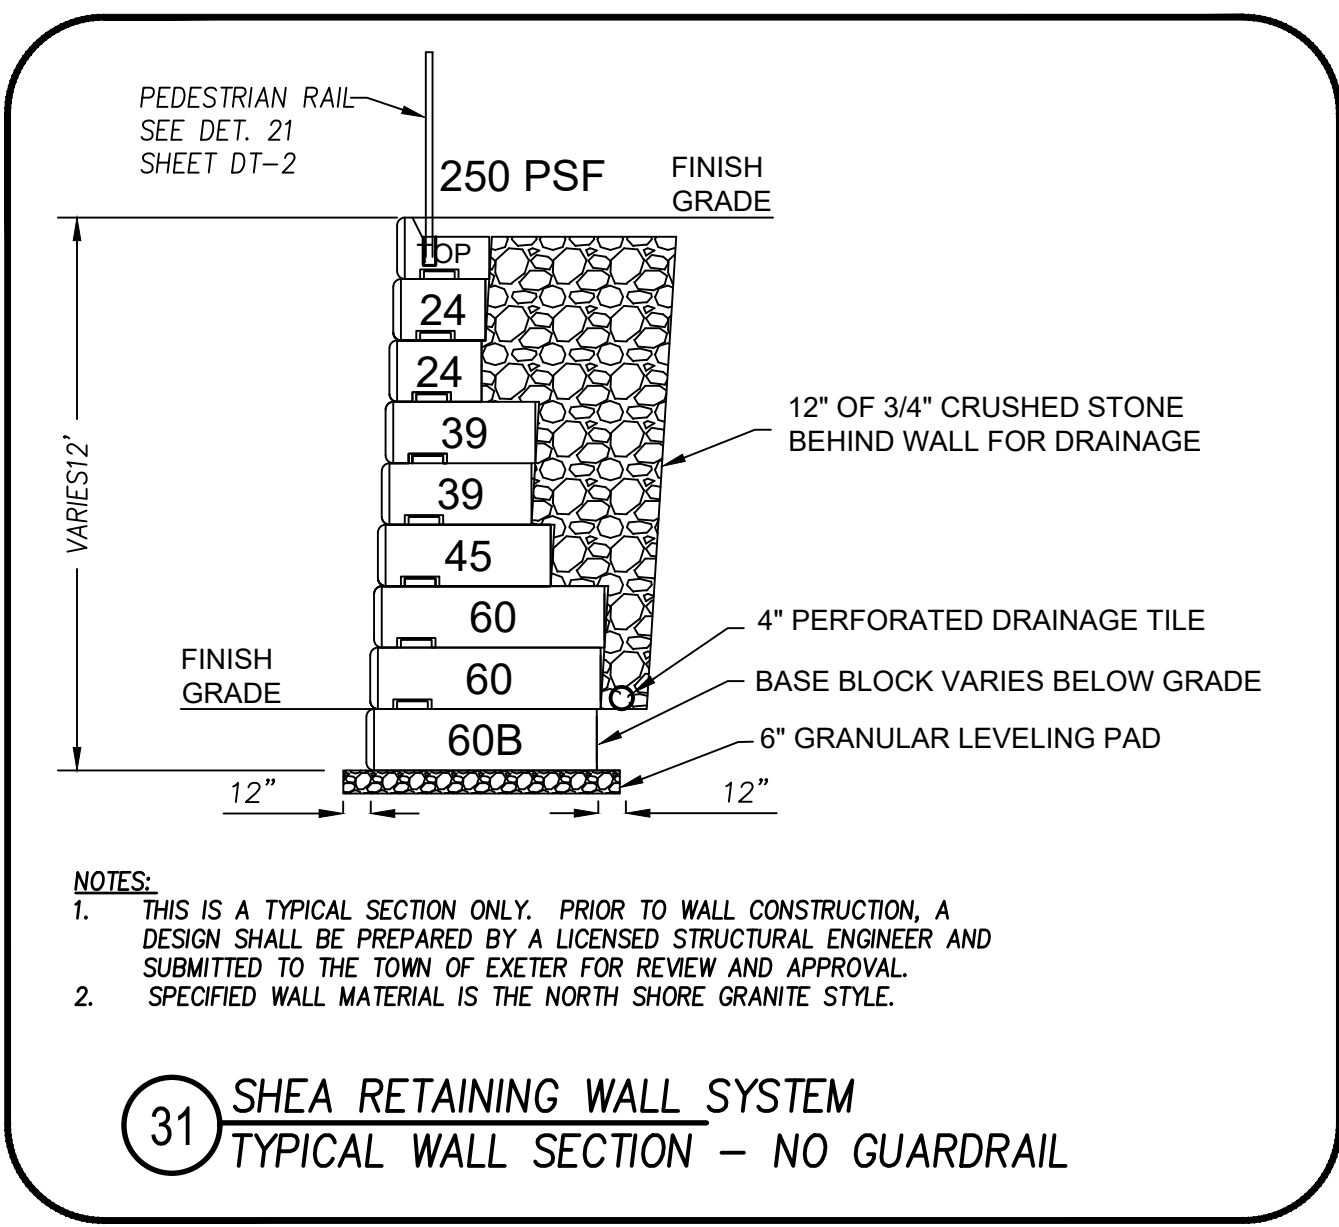 PEDESTRIAN RAIL
SEE DET. 21
SHEET DT-2
250 PSF
FINISH
GRADE
TOP
24
24
39
39
45
60
60
60B
VARIES12'
12" OF 3/4" CRUSHED STONE
BEHIND WALL FOR DRAINAGE
4" PERFORATED DRAINAGE TILE
BASE BLOCK VARIES BELOW GRADE
6" GRANULAR LEVELING PAD
FINISH
GRADE
12"
12"
NOTES:
1. THIS IS A TYPICAL SECTION ONLY. PRIOR TO WALL CONSTRUCTION, A
DESIGN SHALL BE PREPARED BY A LICENSED STRUCTURAL ENGINEER AND
SUBMITTED TO THE TOWN OF EXETER FOR REVIEW AND APPROVAL.
2. SPECIFIED WALL MATERIAL IS THE NORTH SHORE GRANITE STYLE.
31
SHEA RETAINING WALL SYSTEM
TYPICAL WALL SECTION - NO GUARDRAIL